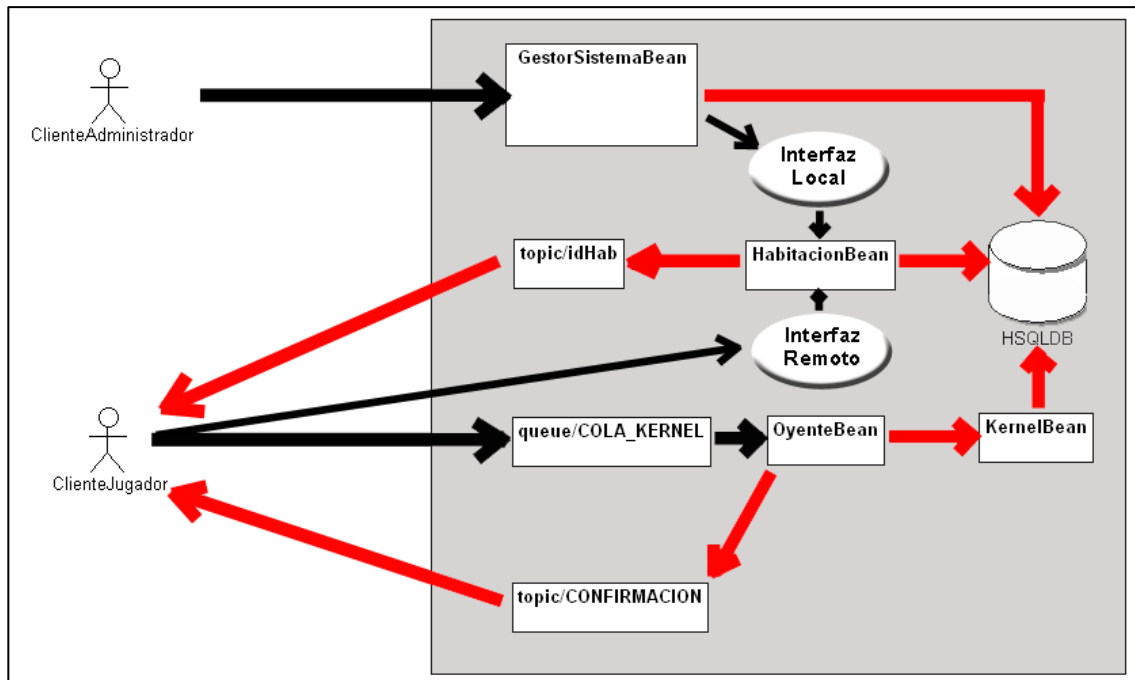 GestorSistemaBean
ClienteAdministrador
Interfaz
Local
topic/idHab
HabitacionBean
HSQLDB
Interfaz
Remoto
queue/COLA_KERNEL
OyenteBean
KernelBean
ClienteJugador
topic/CONFIRMACION